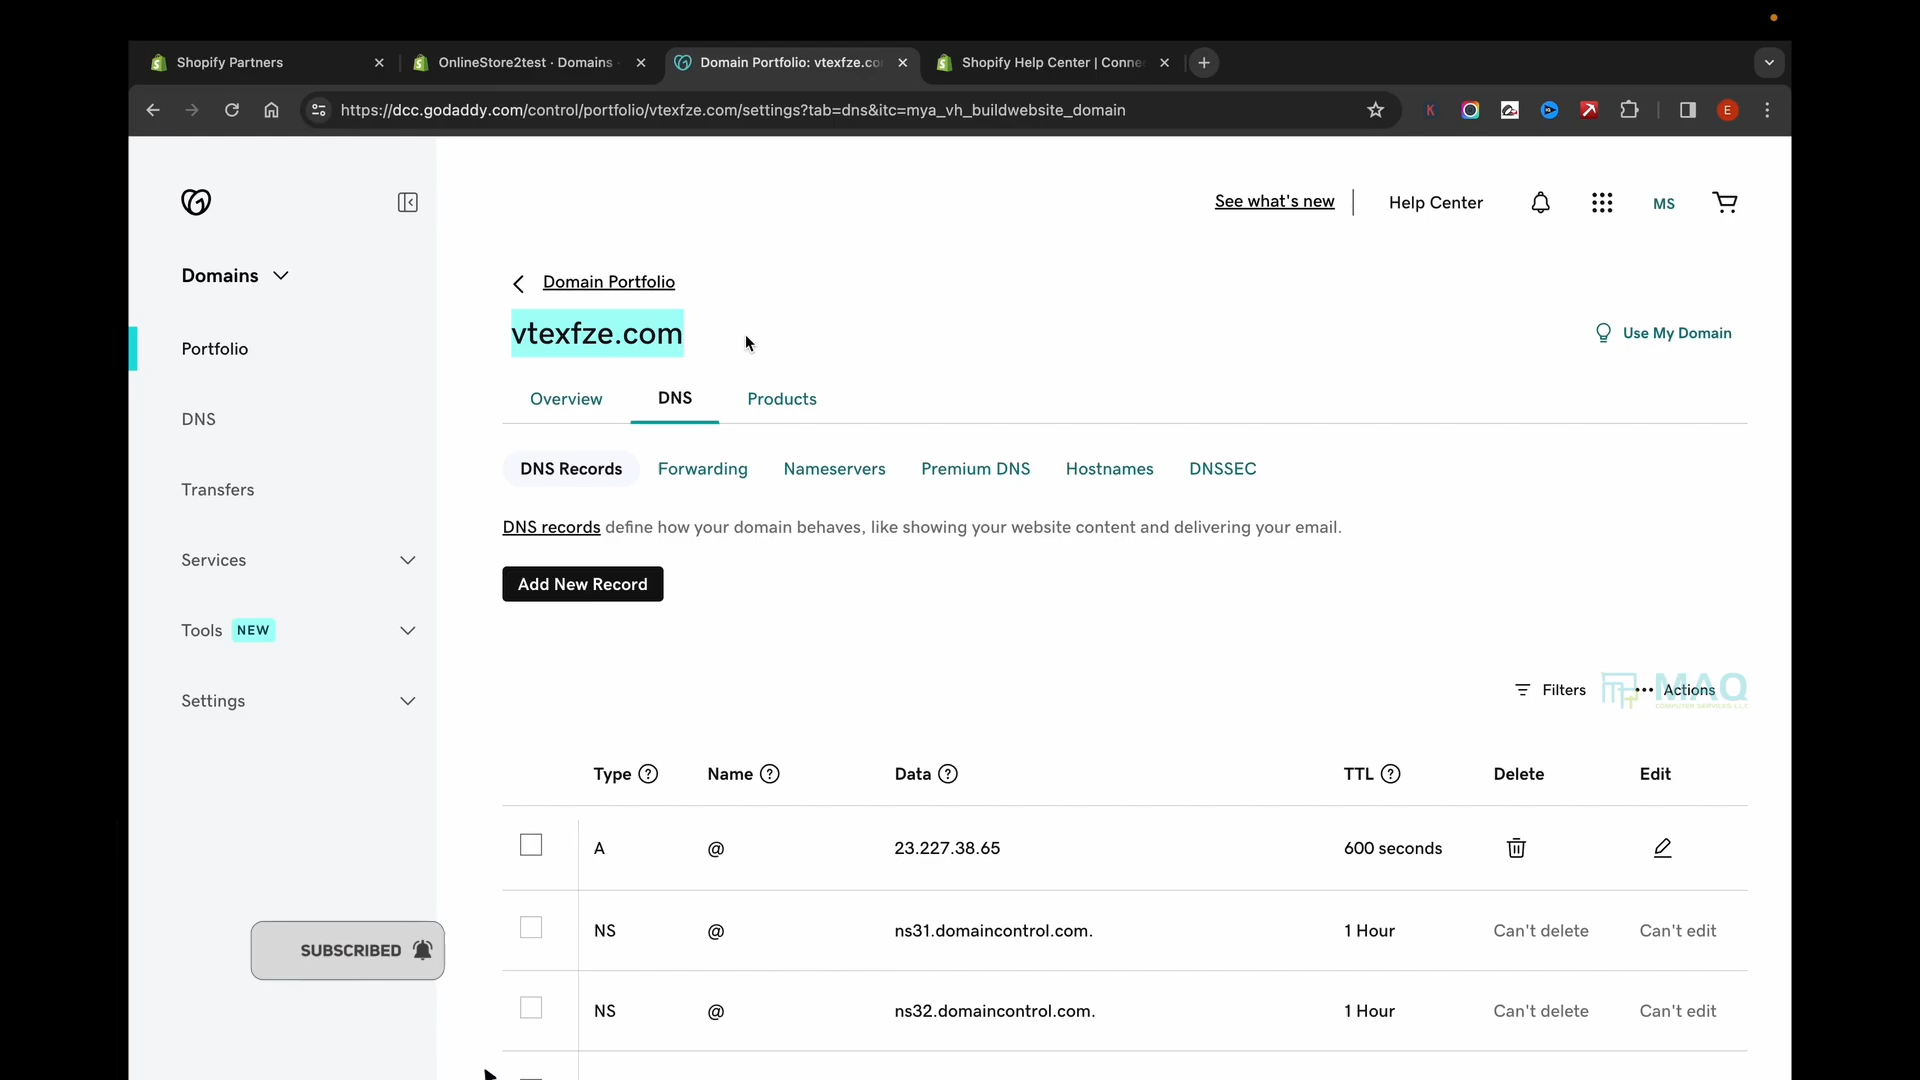 Shopify Partners
OnlineStore2test · Domains
Domain Portfolio: vtexfze.co
Shopify Help Center | Conne
https://dcc.godaddy.com/control/portfolio/vtexfze.com/settings?tab=dns&itc=mya_vh_buildwebsite_domain
K
E
See what's new
Help Center
MS
Domains
Portfolio
DNS
Transfers
Services
Tools NEW
Settings
Domain Portfolio
vtexfze.com
Use My Domain
Overview DNS Products
DNS Records Forwarding Nameservers Premium DNS Hostnames DNSSEC
DNS records define how your domain behaves, like showing your website content and delivering your email.
Add New Record
Filters
Actions
MAQ
COMPUTER SERVICES L.L.C
Type Name Data TTL Delete Edit
A @ 23.227.38.65 600 seconds
NS @ ns31.domaincontrol.com. 1 Hour Can't delete Can't edit
NS @ ns32.domaincontrol.com. 1 Hour Can't delete Can't edit
SUBSCRIBED